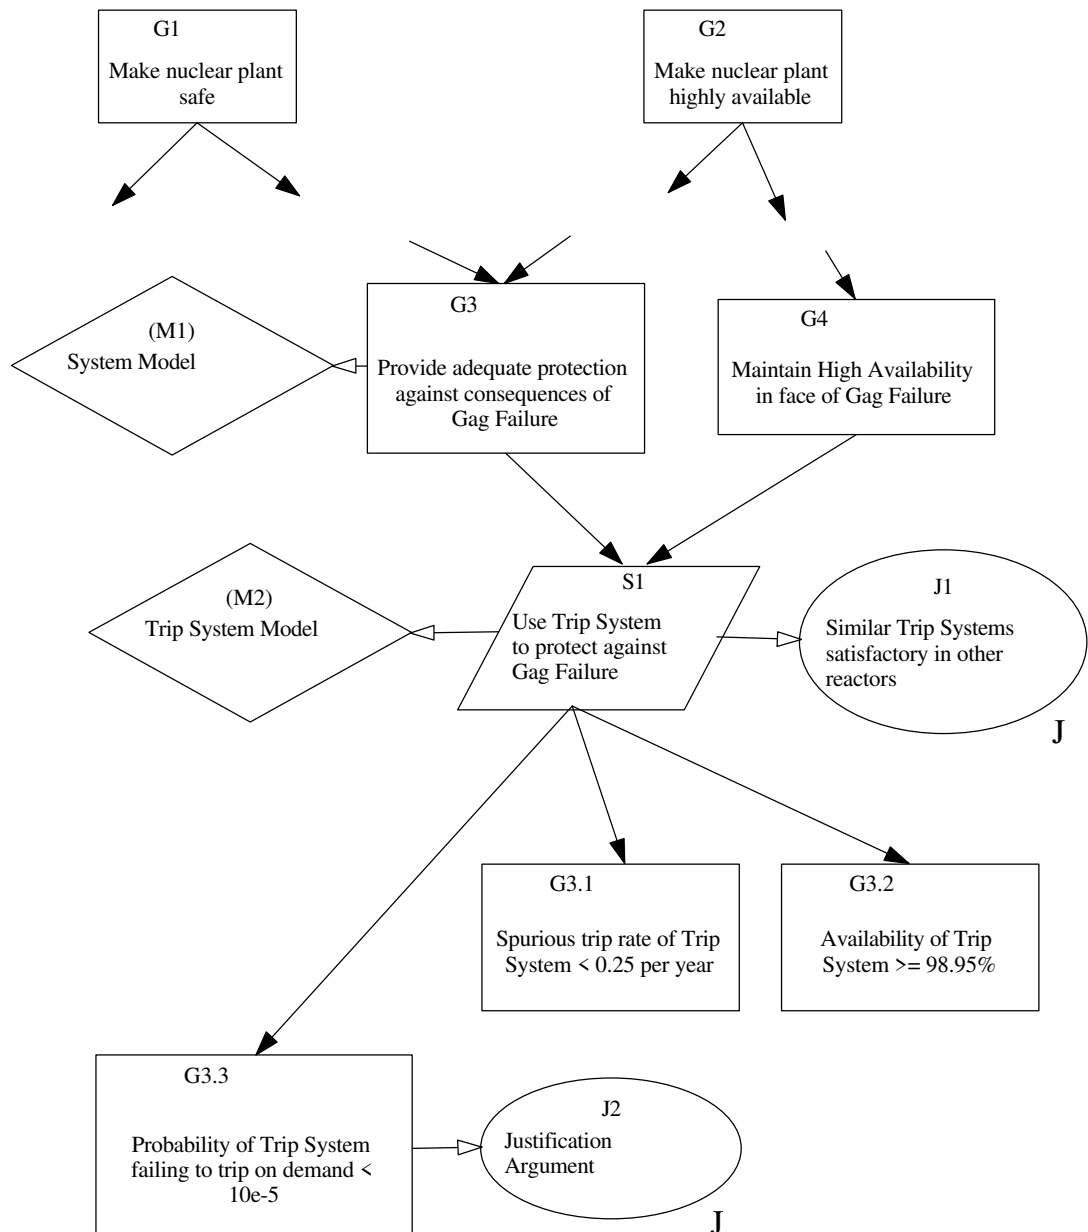 G1
Make nuclear plant
safe
G2
Make nuclear plant
highly available
(M1)
System Model
G3
Provide adequate protection
against consequences of
Gag Failure
G4
Maintain High Availability
in face of Gag Failure
(M2)
Trip System Model
S1
Use Trip System
to protect against
Gag Failure
J1
Similar Trip Systems
satisfactory in other
reactors
J
G3.1
Spurious trip rate of Trip
System < 0.25 per year
G3.2
Availability of Trip
System >= 98.95%
G3.3
Probability of Trip System
failing to trip on demand <
10e-5
J2
Justification
Argument
J